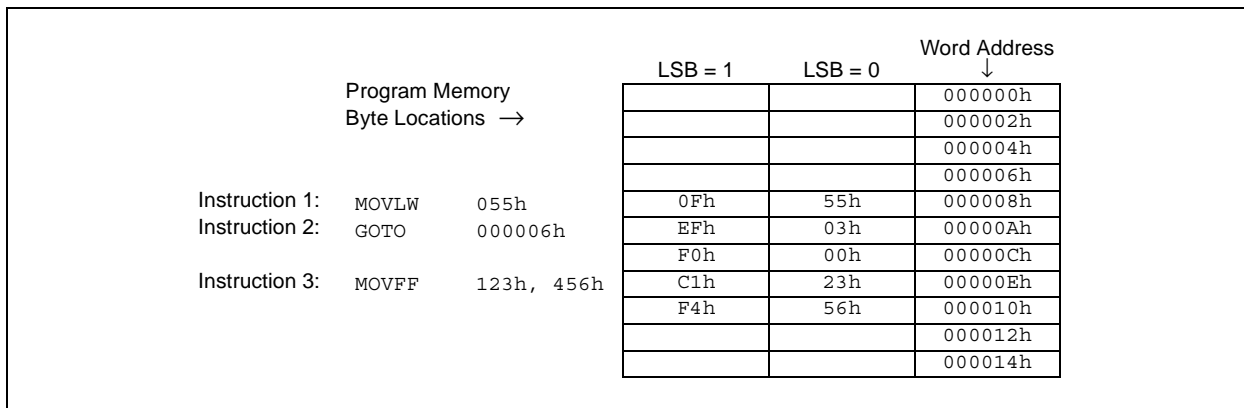 Word Address
LSB = 1 LSB = 0 ↓
Program Memory 000000h
Byte Locations → 000002h
000004h
000006h
Instruction 1: MOVLW 055h 0Fh 55h 000008h
Instruction 2: GOTO 000006h EFh 03h 00000Ah
F0h 00h 00000Ch
Instruction 3: MOVFF 123h, 456h C1h 23h 00000Eh
F4h 56h 000010h
000012h
000014h